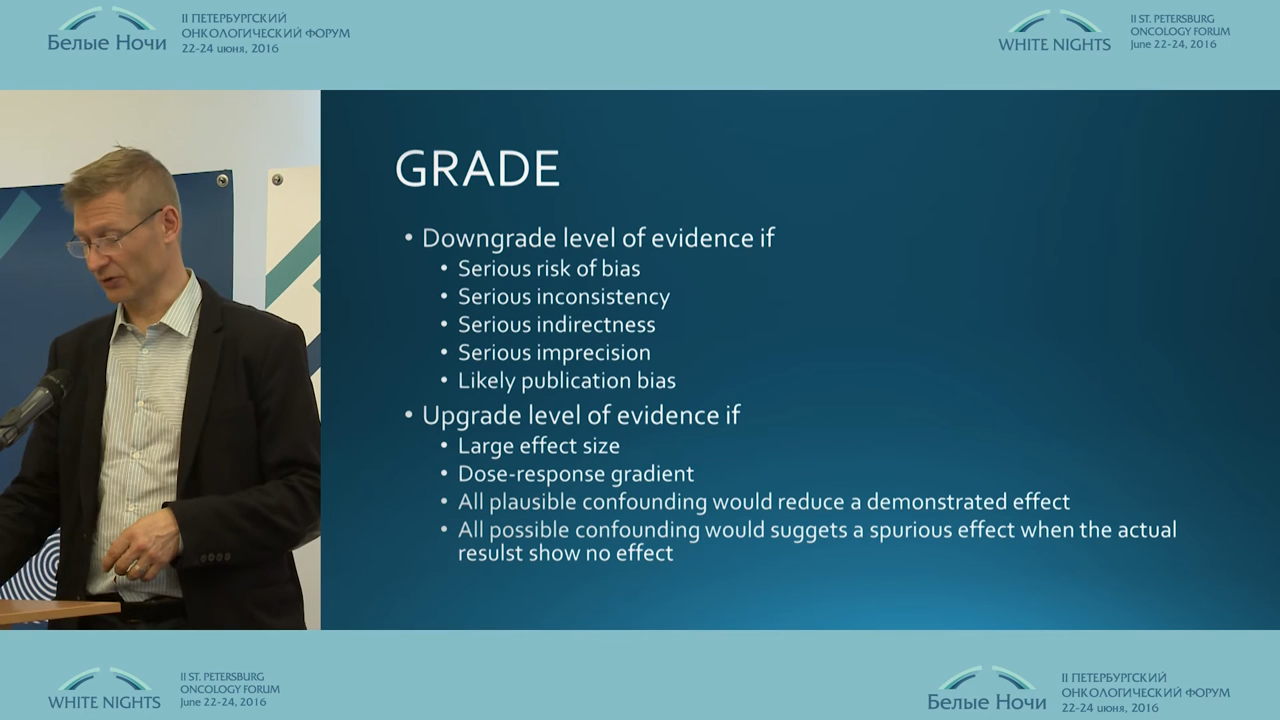 II ПЕТЕРБУРГСКИЙ
ОНКОЛОГИЧЕСКИЙ ФОРУМ
22-24 июня, 2016
Белые Ночи
II ST. PETERSBURG
ONCOLOGY FORUM
June 22-24, 2016
WHITE NIGHTS
GRADE
• Downgrade level of evidence if
• Serious risk of bias
• Serious inconsistency
• Serious indirectness
• Serious imprecision
• Likely publication bias
• Upgrade level of evidence if
• Large effect size
• Dose-response gradient
• All plausible confounding would reduce a demonstrated effect
• All possible confounding would suggets a spurious effect when the actual
resulst show no effect
II ST. PETERSBURG
ONCOLOGY FORUM
June 22-24, 2016
WHITE NIGHTS
II ПЕТЕРБУРГСКИЙ
ОНКОЛОГИЧЕСКИЙ ФОРУМ
22-24 июня, 2016
Белые Ночи